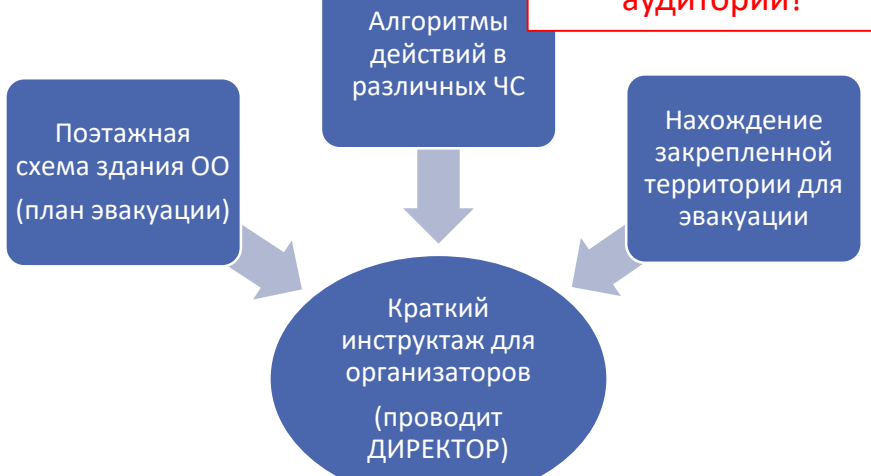 аудитории!
Алгоритмы
действий в
различных ЧС
Поэтажная
схема здания ОО
(план эвакуации)
Нахождение
закрепленной
территории для
эвакуации
Краткий
инструктаж для
организаторов
(проводит
ДИРЕКТОР)